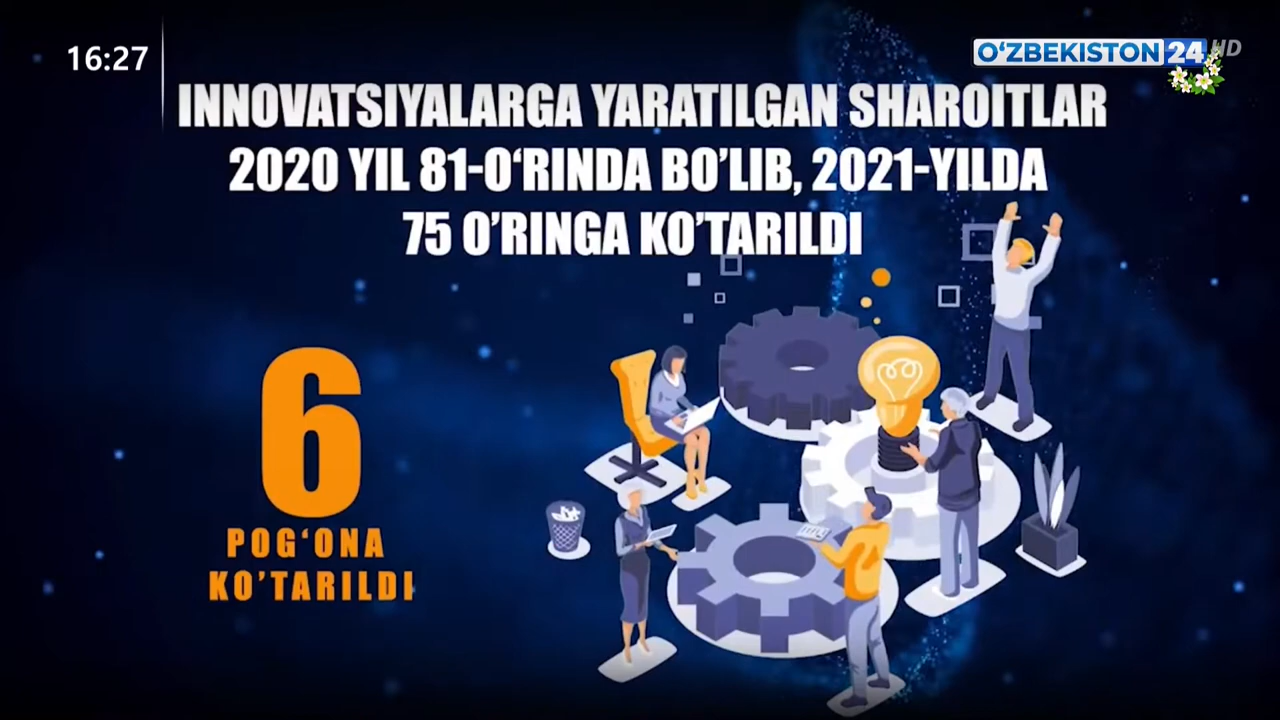 16:27
O‘ZBEKISTON 24 HD
INNOVATSIYALARGA YARATILGAN SHAROITLAR
2020 YIL 81-O‘RINDA BO’LIB, 2021-YILDA
75 O’RINGA KO’TARILDI
6
POG‘ONA
KO’TARILDI